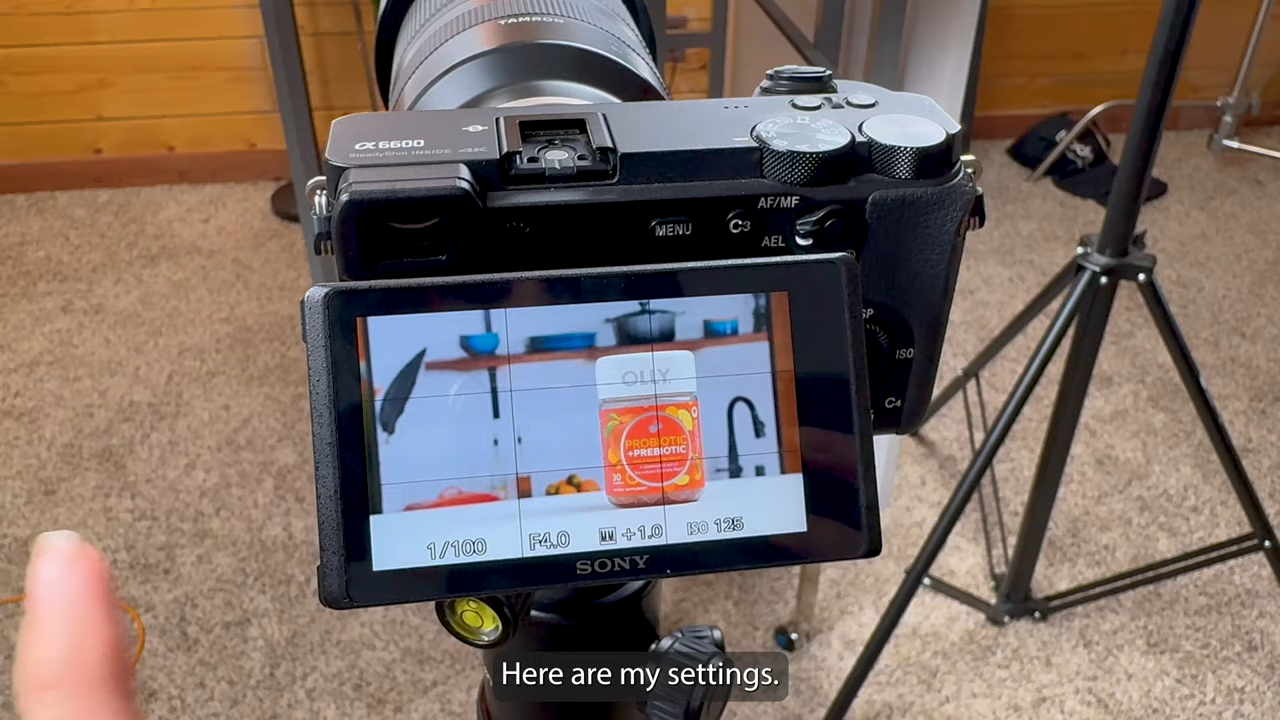 TAMRON
α6600
SteadyShot INSIDE 4K
MENU
C3
AF/MF
AEL
ISO
C4
OLLY
PROBIOTIC
+PREBIOTIC
30
1/100 F4.0 MM +1.0 ISO 125
SONY
Here are my settings.